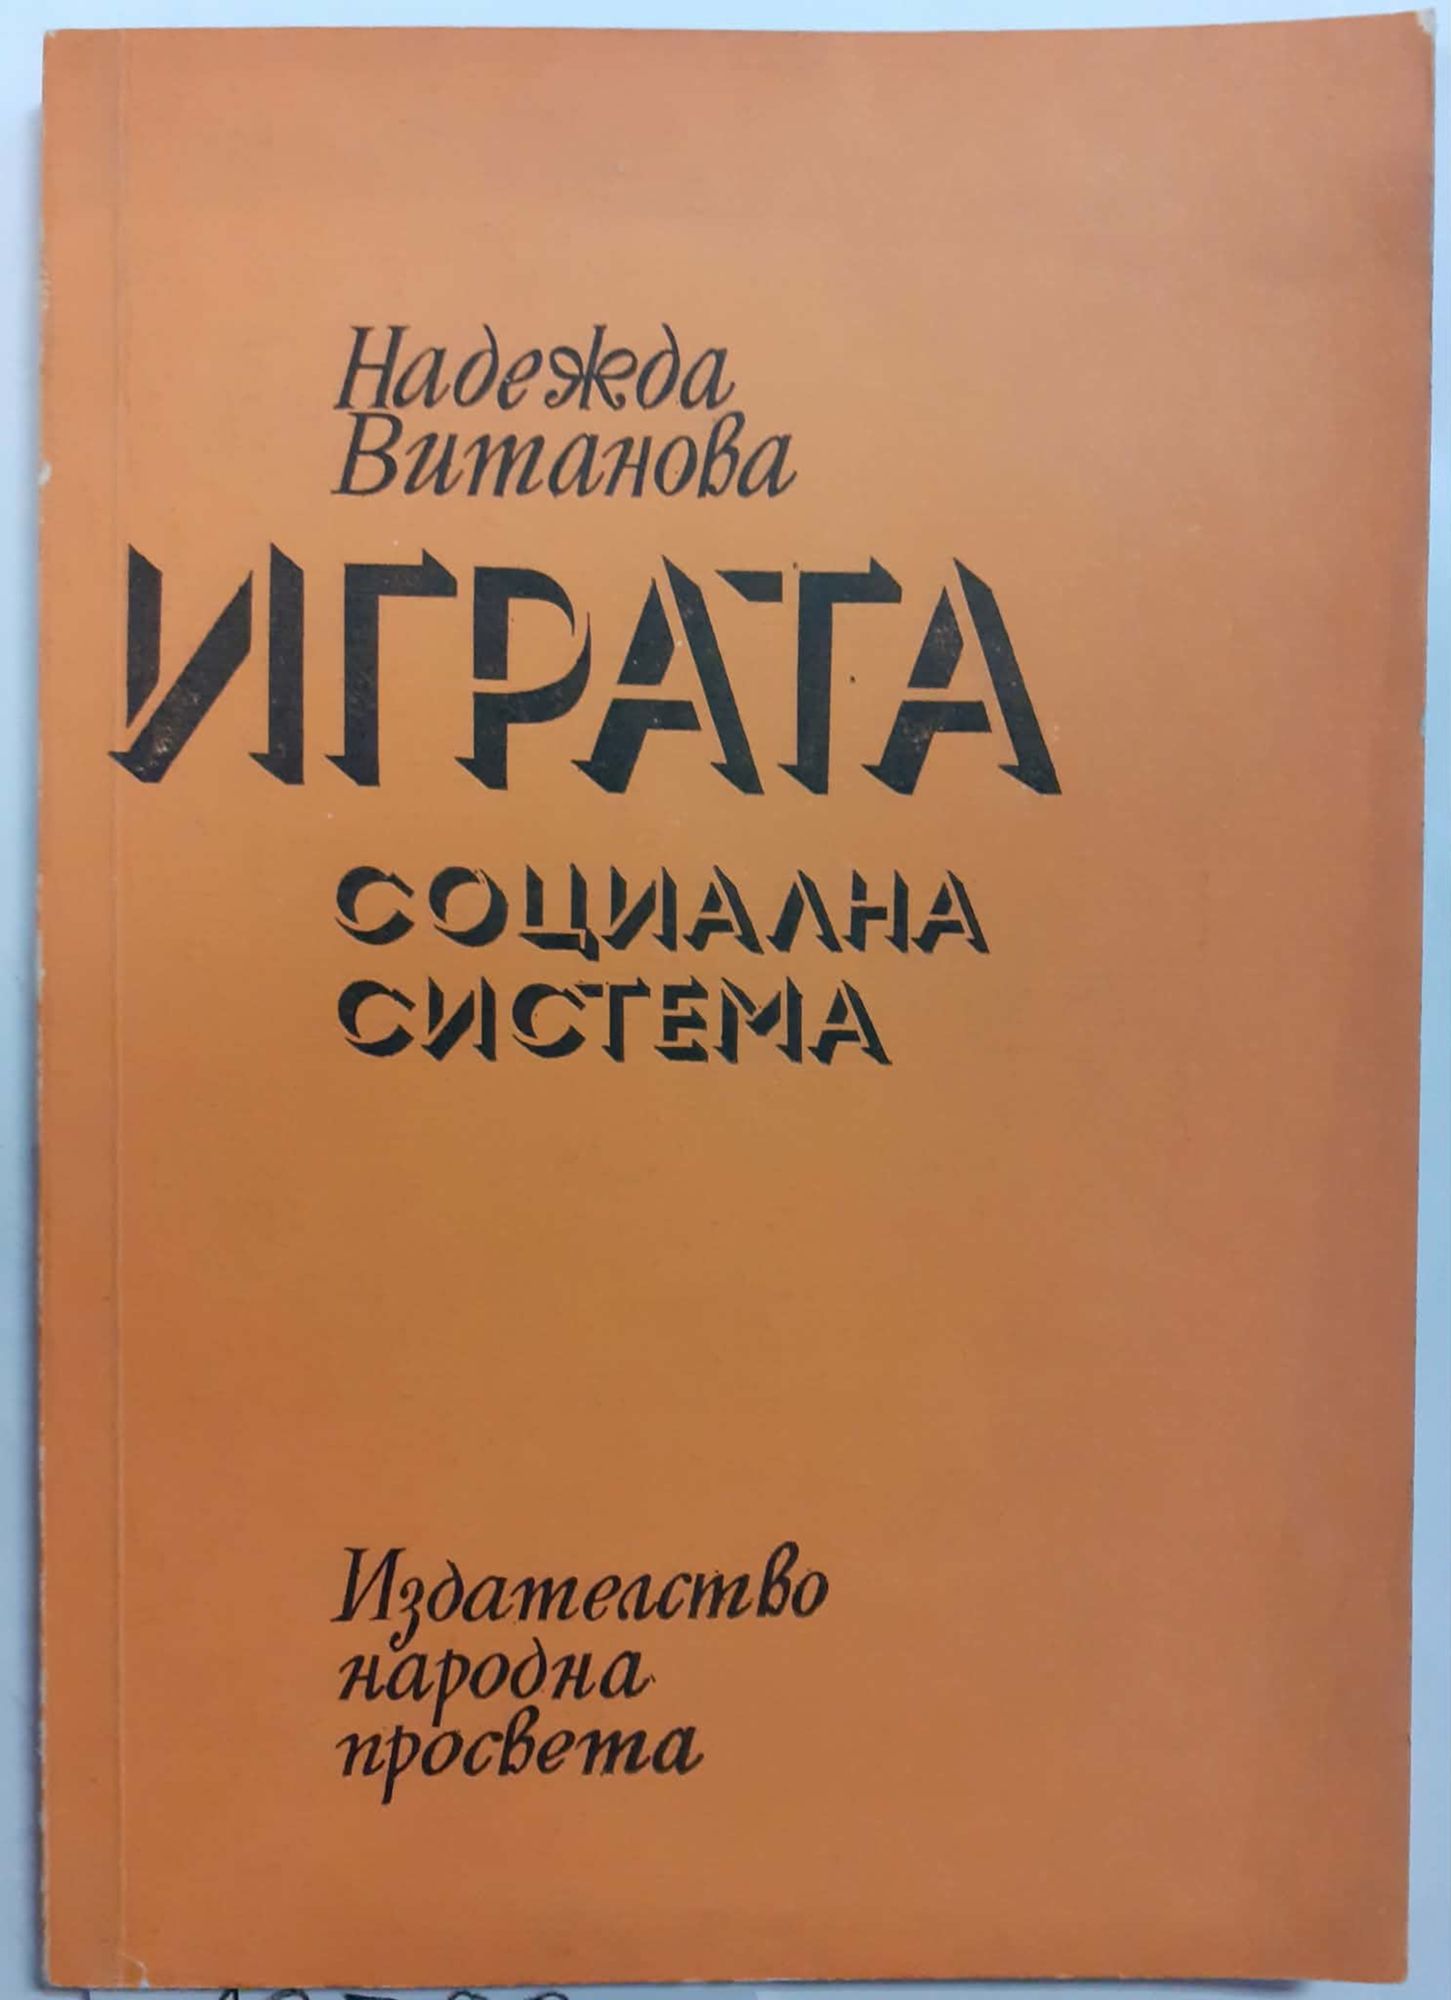 Надежда
Витанова
ИГРАТА
СОЦИАЛНА
СИСТЕМА
Издателство
народна
просвета